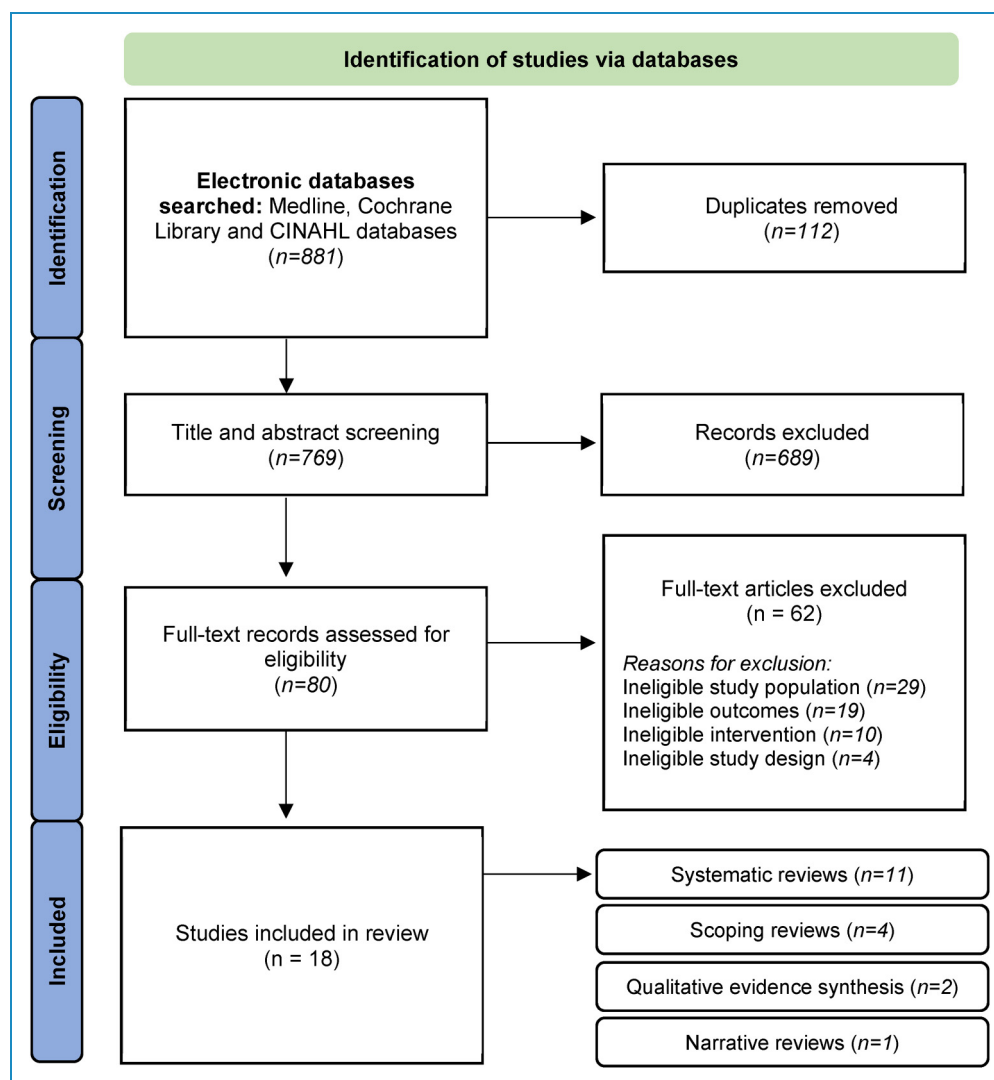 Identification of studies via databases
Identification
Electronic databases
searched: Medline, Cochrane
Library and CINAHL databases
(n=881)
Duplicates removed
(n=112)
Screening
Title and abstract screening
(n=769)
Records excluded
(n=689)
Eligibility
Full-text records assessed for
eligibility
(n=80)
Full-text articles excluded
(n = 62)
Reasons for exclusion:
Ineligible study population (n=29)
Ineligible outcomes (n=19)
Ineligible intervention (n=10)
Ineligible study design (n=4)
Included
Studies included in review
(n = 18)
Systematic reviews (n=11)
Scoping reviews (n=4)
Qualitative evidence synthesis (n=2)
Narrative reviews (n=1)